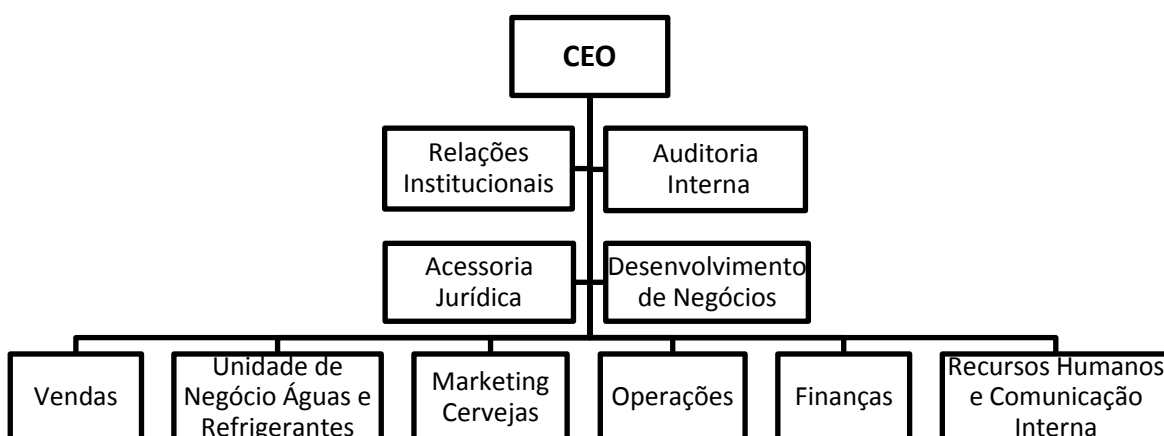 CEO
Relações
Institucionais
Auditoria
Interna
Acessoria
Jurídica
Desenvolvimento
de Negócios
Vendas
Unidade de
Negócio Águas e
Refrigerantes
Marketing
Cervejas
Operações
Finanças
Recursos Humanos
e Comunicação
Interna